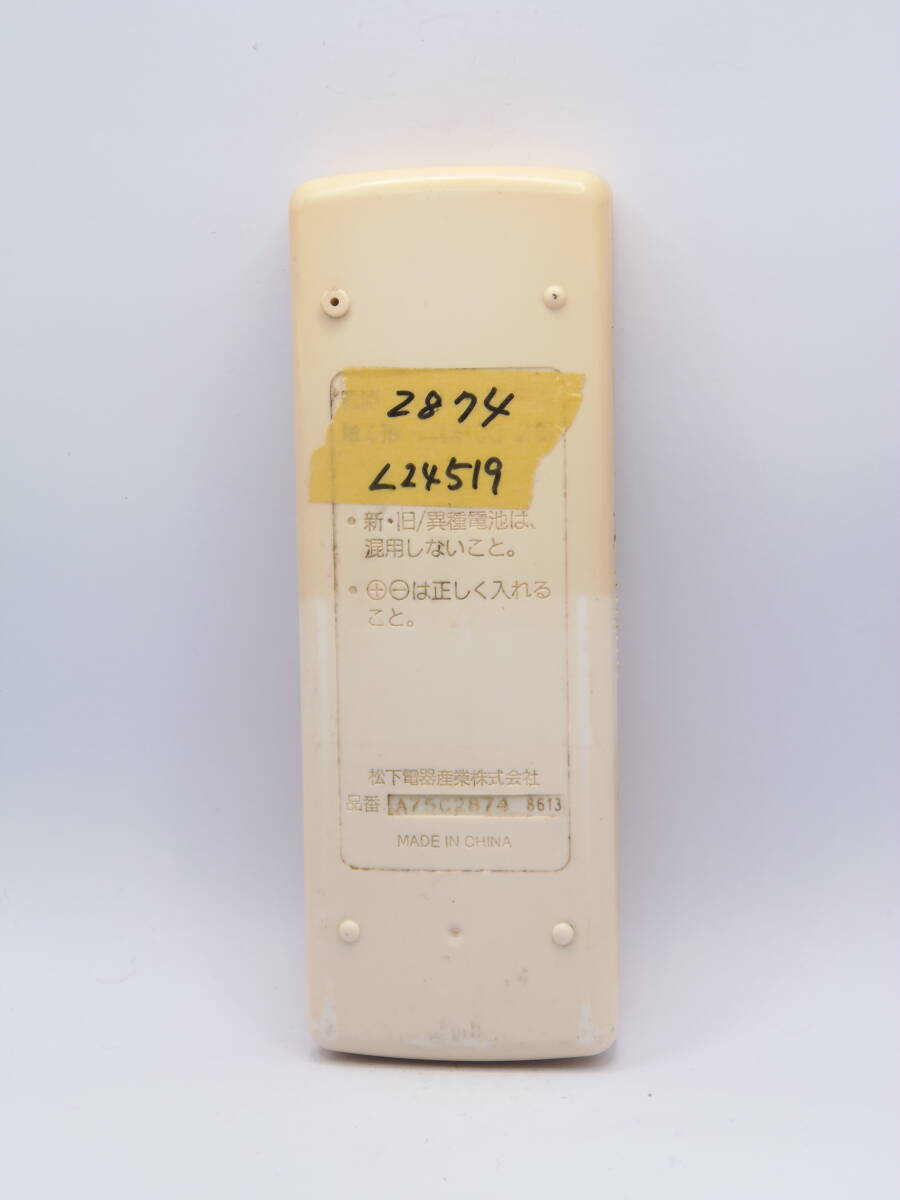 2874
L24519
• 新・旧/異種電池は、
混用しないこと。
• ⊕⊖は正しく入れる
こと。
松下電器産業株式会社
品番: A75C2874 8613
MADE IN CHINA